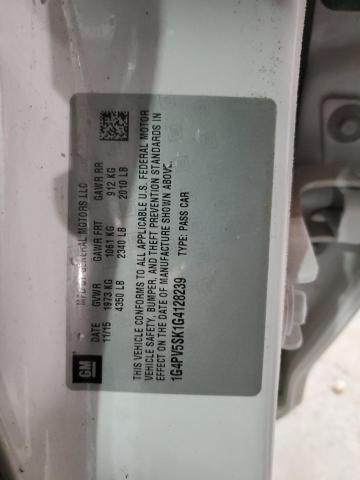 GM
MFD BY GENERAL MOTORS LLC
DATE GVWR GAWR FRT GAWR RR
11/15 1973 KG 1061 KG 912 KG
4350 LB 2340 LB 2010 LB
THIS VEHICLE CONFORMS TO ALL APPLICABLE U.S. FEDERAL MOTOR
VEHICLE SAFETY, BUMPER, AND THEFT PREVENTION STANDARDS IN
EFFECT ON THE DATE OF MANUFACTURE SHOWN ABOVE.
1G4PV5SK1G4128239 TYPE: PASS CAR